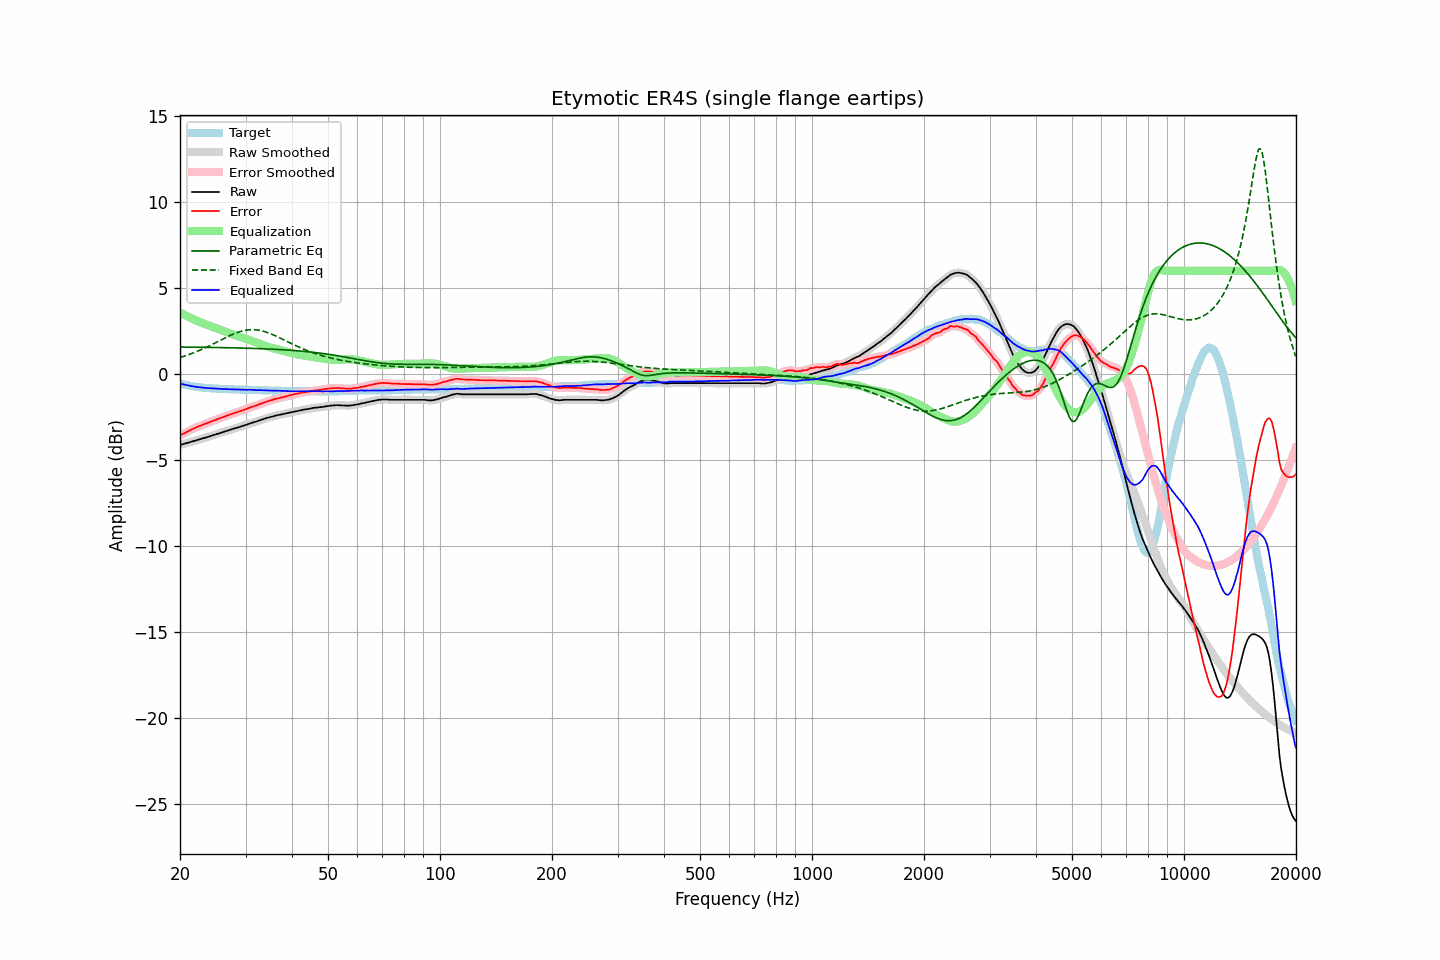 Etymotic ER4S (single flange eartips)
15
10
5
0
−5
−10
−15
−20
−25
Amplitude (dBr)
Target
Raw Smoothed
Error Smoothed
Raw
Error
Equalization
Parametric Eq
Fixed Band Eq
Equalized
20 50 100 200 500 1000 2000 5000 10000 20000
Frequency (Hz)